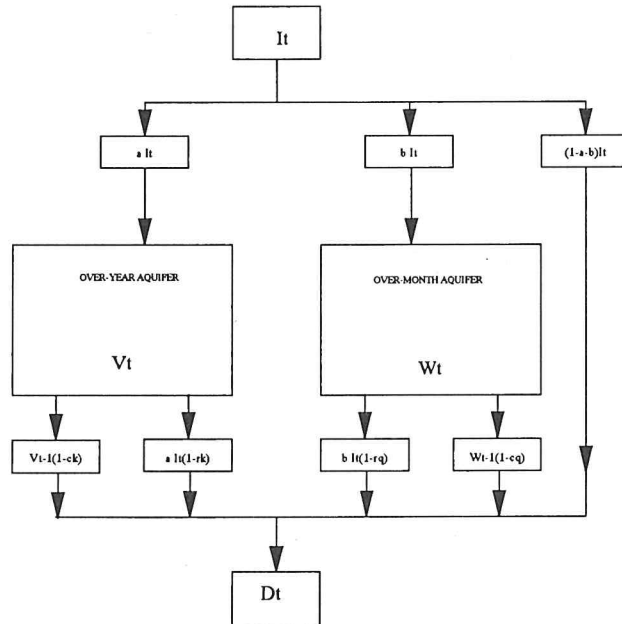 It
a It
b It
(1-a-b)It
OVER-YEAR AQUIFER
OVER-MONTH AQUIFER
Vt
Wt
Vt-1(1-ck)
a It(1-rk)
b It(1-rq)
Wt-1(1-cq)
Dt